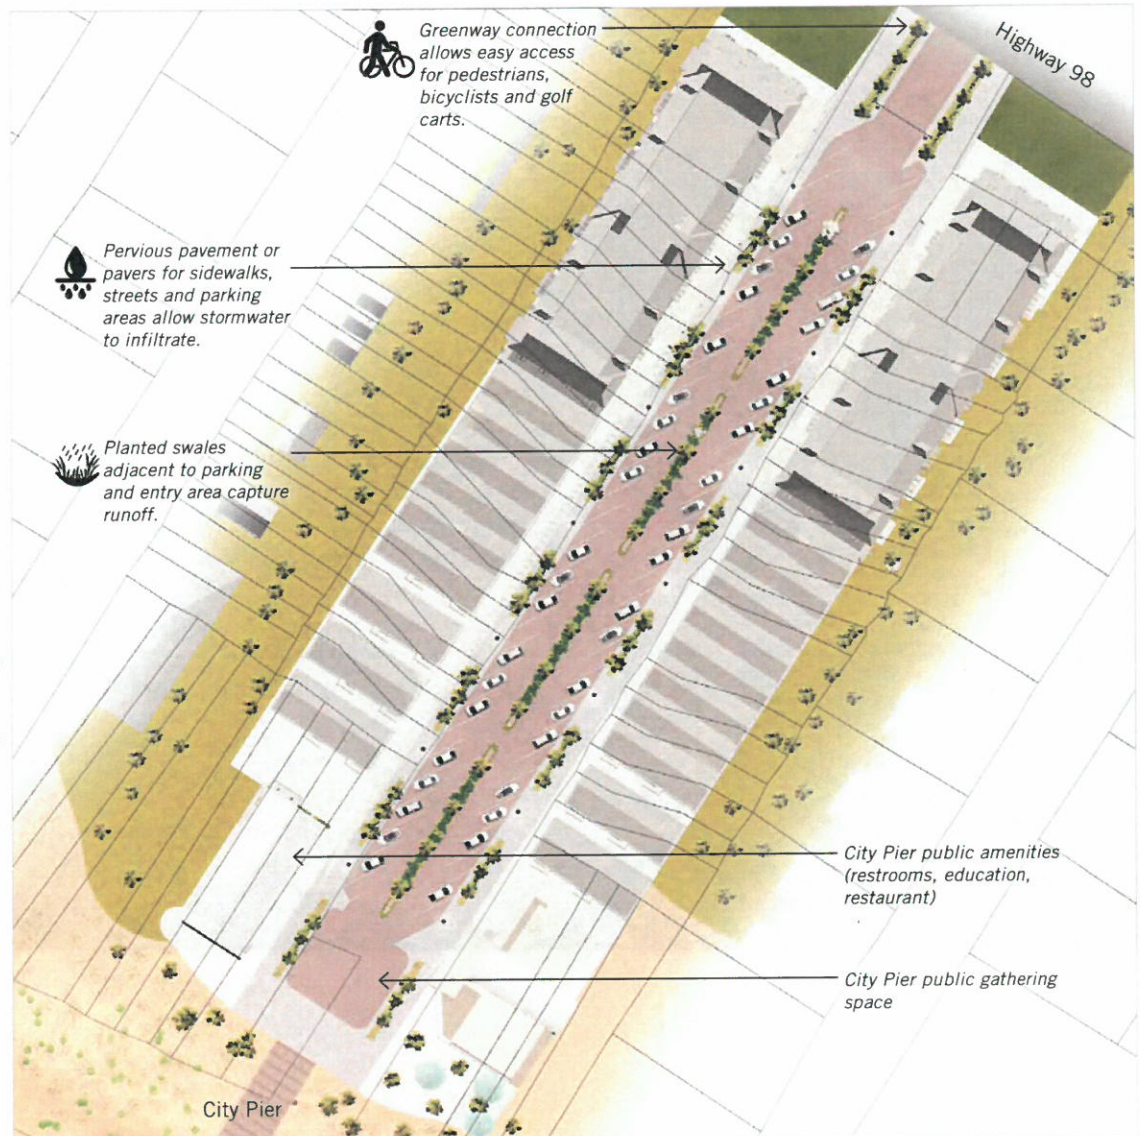 Greenway connection
allows easy access
for pedestrians,
bicyclists and golf
carts.
Highway 98
Pervious pavement or
pavers for sidewalks,
streets and parking
areas allow stormwater
to infiltrate.
Planted swales
adjacent to parking
and entry area capture
runoff.
City Pier public amenities
(restrooms, education,
restaurant)
City Pier public gathering
space
City Pier